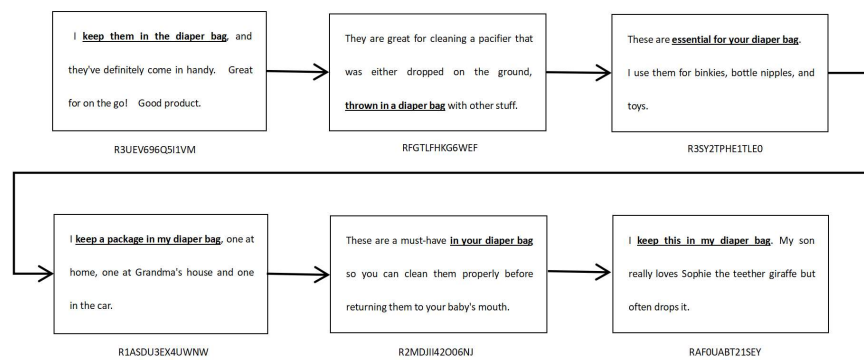 I keep them in the diaper bag, and
they've definitely come in handy. Great
for on the go! Good product.
R3UEV696Q5I1VM
They are great for cleaning a pacifier that
was either dropped on the ground,
thrown in a diaper bag with other stuff.
RFGTLFHKG6WEF
These are essential for your diaper bag.
I use them for binkies, bottle nipples, and
toys.
R3SY2TPHE1TLE0
I keep a package in my diaper bag, one at
home, one at Grandma's house and one
in the car.
R1ASDU3EX4UWNW
These are a must-have in your diaper bag
so you can clean them properly before
returning them to your baby's mouth.
R2MDJII42O06NJ
I keep this in my diaper bag. My son
really loves Sophie the teether giraffe but
often drops it.
RAF0UABT21SEY